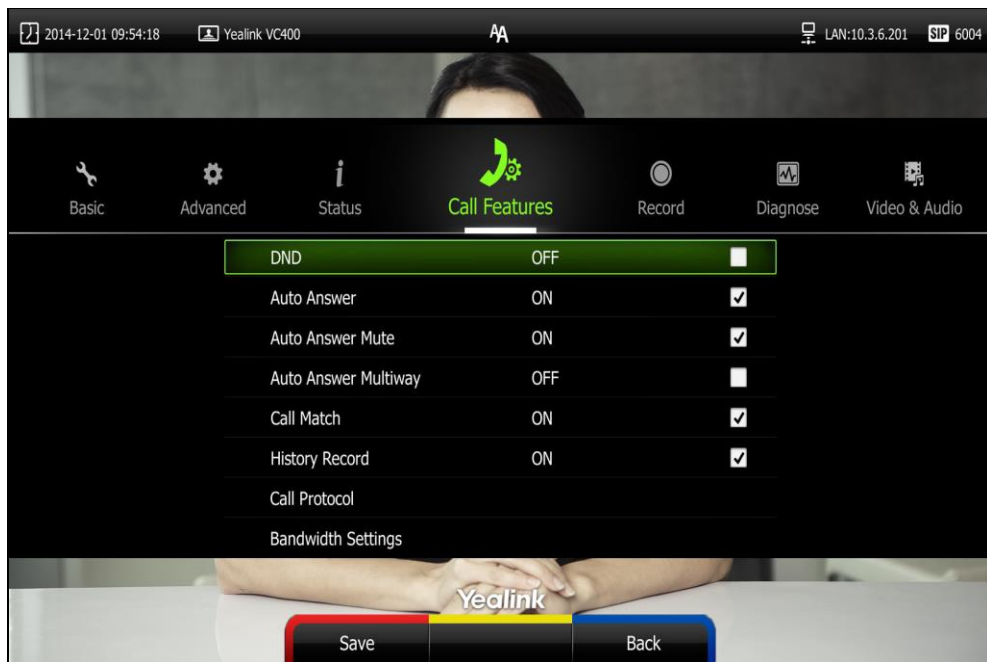 2014-12-01 09:54:18 Yealink VC400 AA LAN:10.3.6.201 SIP 6004
Basic Advanced Status Call Features Record Diagnose Video & Audio
DND OFF
Auto Answer ON
Auto Answer Mute ON
Auto Answer Multiway OFF
Call Match ON
History Record ON
Call Protocol
Bandwidth Settings
Yealink
Save Back